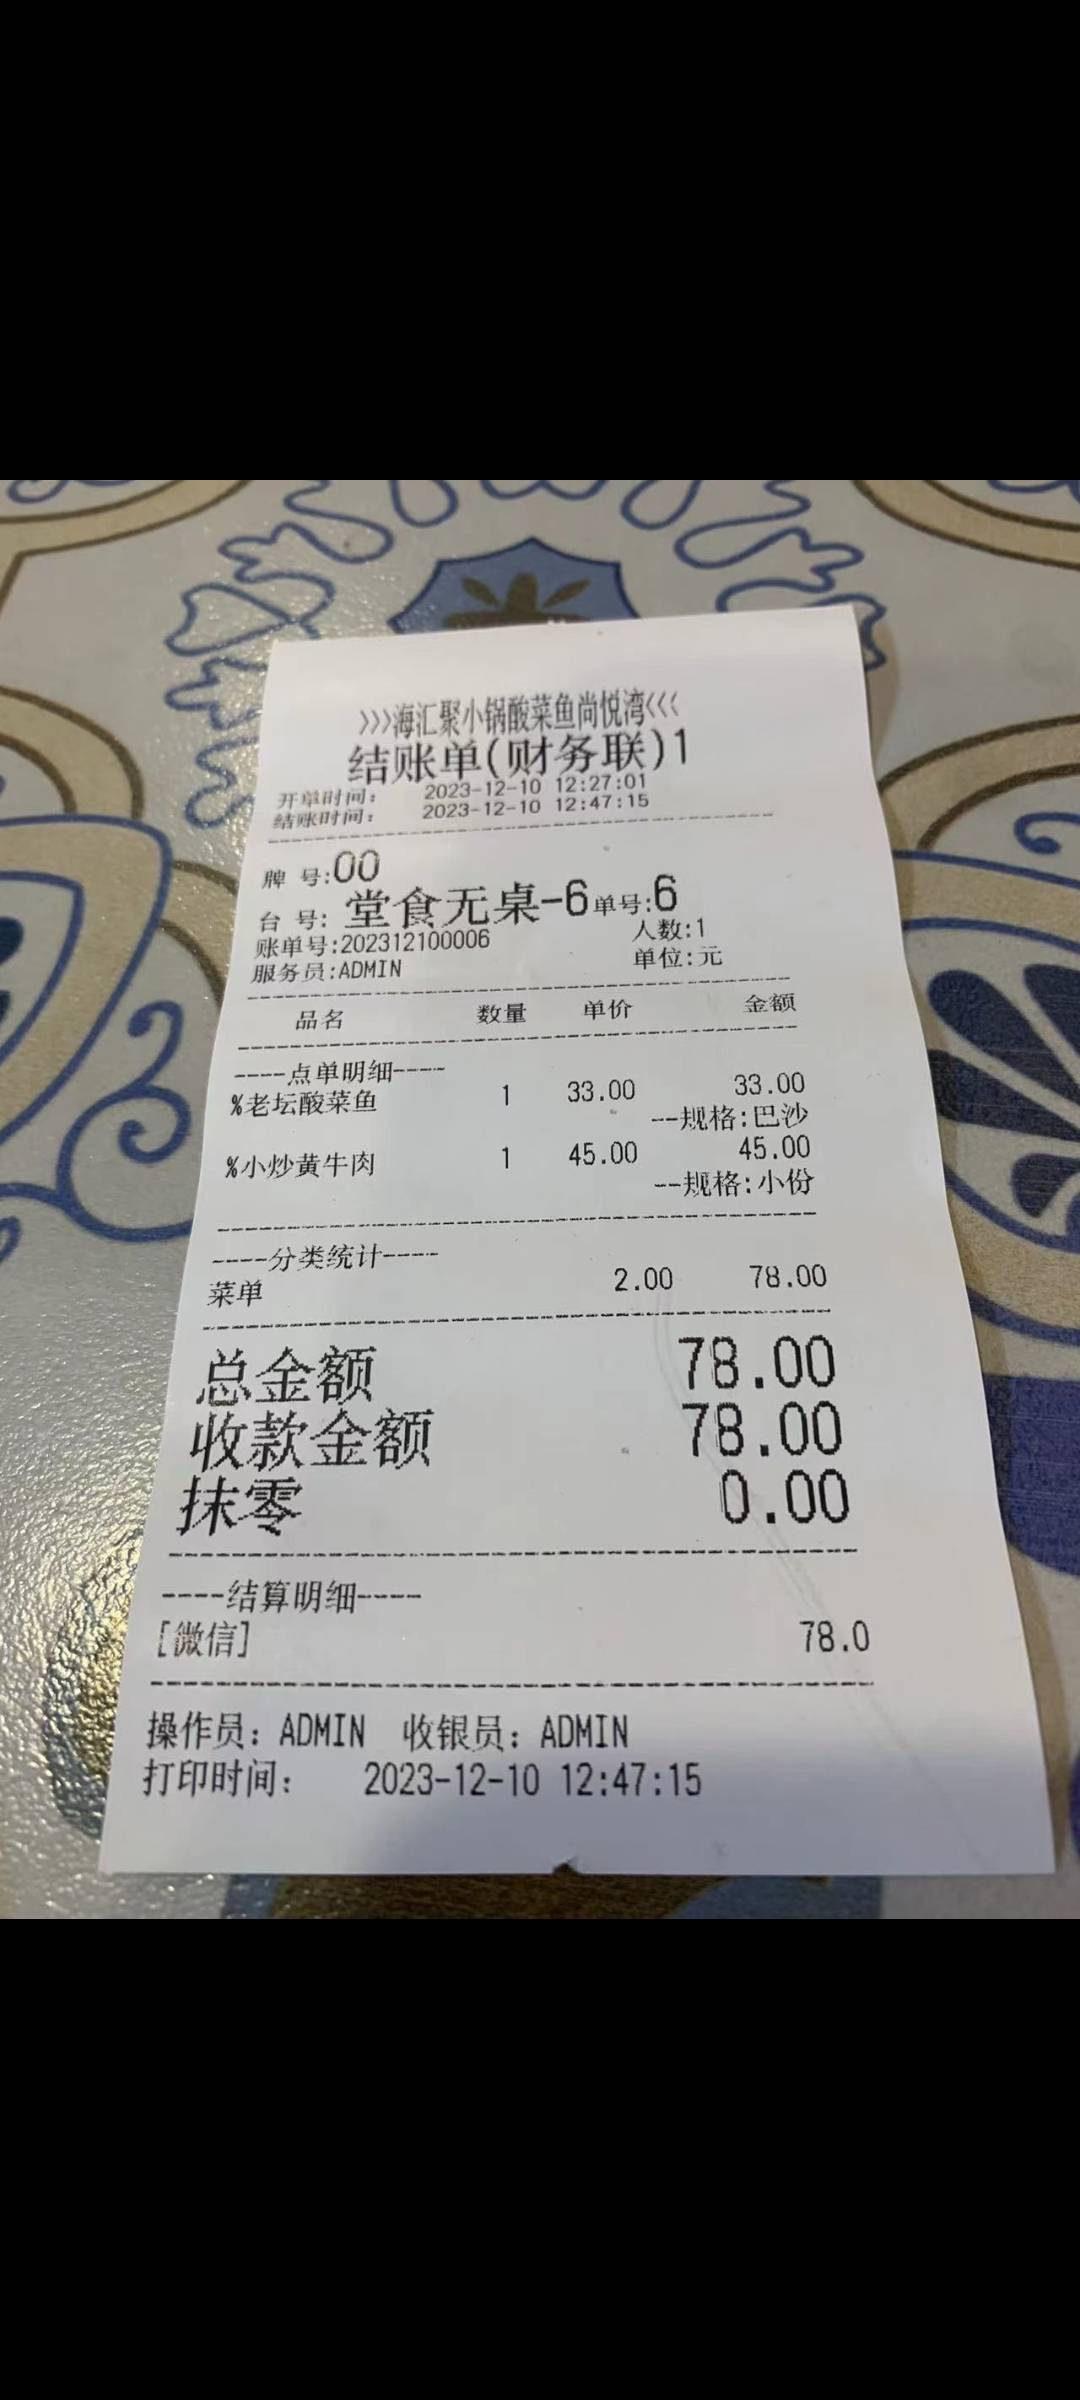 >>>海汇聚小锅酸菜鱼尚悦湾<<<
结账单(财务联)1
开单时间: 2023-12-10 12:27:01
结账时间: 2023-12-10 12:47:15
牌 号:00
台 号: 堂食无桌-6 单号:6
账单号:202312100006 人数:1
服务员:ADMIN 单位:元
品名 数量 单价 金额
----点单明细----
%老坛酸菜鱼 1 33.00 33.00
--规格:巴沙
%小炒黄牛肉 1 45.00 45.00
--规格:小份
----分类统计----
菜单 2.00 78.00
总金额 78.00
收款金额 78.00
抹零 0.00
----结算明细----
[微信] 78.0
操作员: ADMIN 收银员: ADMIN
打印时间: 2023-12-10 12:47:15